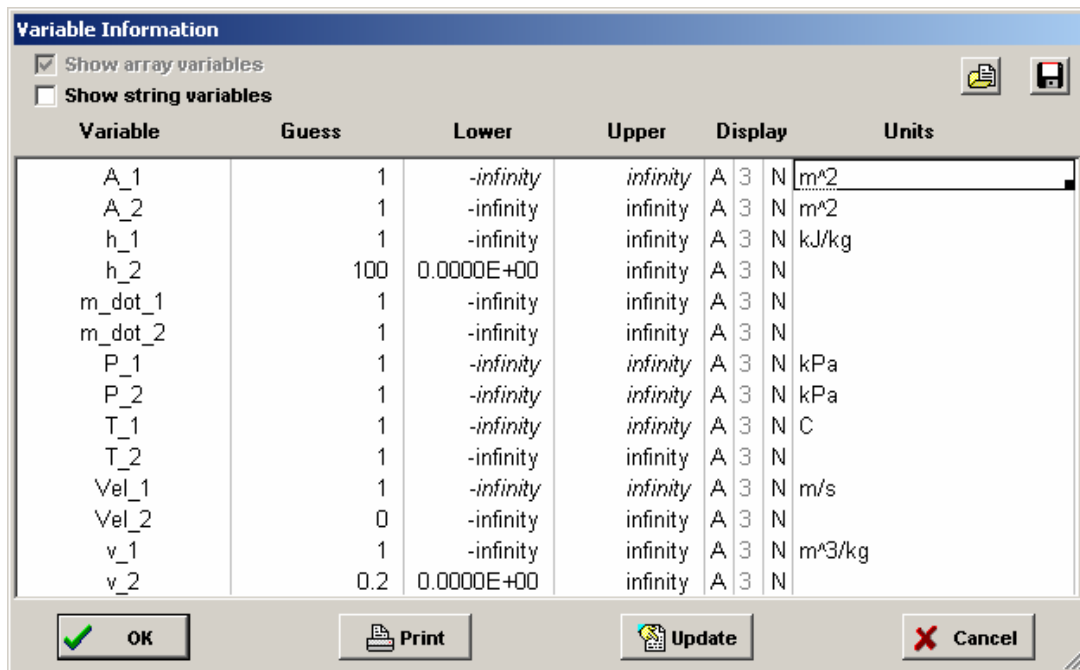 Variable Information
Show array variables
Show string variables
Variable Guess Lower Upper Display Units
A_1 1 -infinity infinity A 3 N m^2
A_2 1 -infinity infinity A 3 N m^2
h_1 1 -infinity infinity A 3 N kJ/kg
h_2 100 0.0000E+00 infinity A 3 N
m_dot_1 1 -infinity infinity A 3 N
m_dot_2 1 -infinity infinity A 3 N
P_1 1 -infinity infinity A 3 N kPa
P_2 1 -infinity infinity A 3 N kPa
T_1 1 -infinity infinity A 3 N C
T_2 1 -infinity infinity A 3 N
Vel_1 1 -infinity infinity A 3 N m/s
Vel_2 0 -infinity infinity A 3 N
v_1 1 -infinity infinity A 3 N m^3/kg
v_2 0.2 0.0000E+00 infinity A 3 N
OK Print Update Cancel